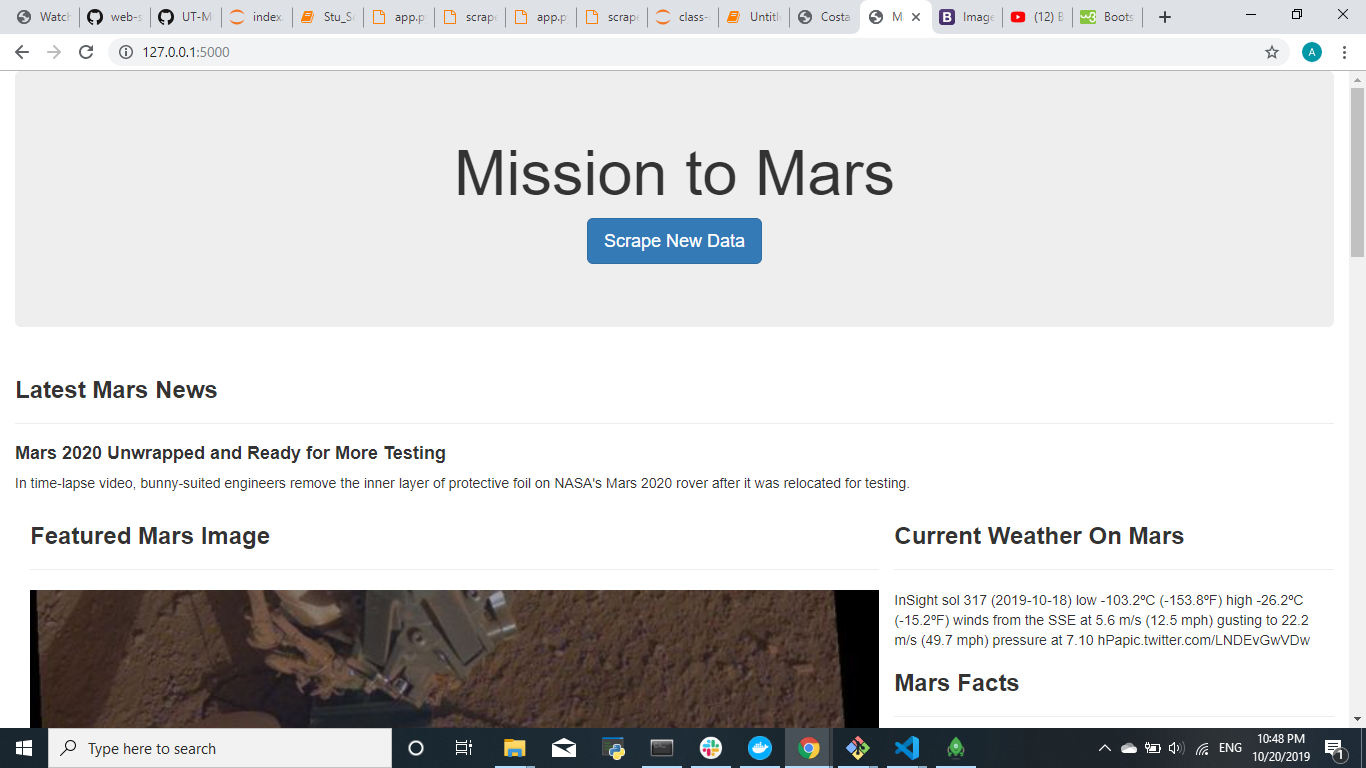 Watch
web-s
UT-M
index.
Stu_Se
app.p
scrape
app.p
scrape
class-
Untitl
Costa
M
Image
(12) B
Boots
127.0.0.1:5000
A
Mission to Mars
Scrape New Data
Latest Mars News
Mars 2020 Unwrapped and Ready for More Testing
In time-lapse video, bunny-suited engineers remove the inner layer of protective foil on NASA's Mars 2020 rover after it was relocated for testing.
Featured Mars Image
Current Weather On Mars
InSight sol 317 (2019-10-18) low -103.2ºC (-153.8ºF) high -26.2ºC
(-15.2ºF) winds from the SSE at 5.6 m/s (12.5 mph) gusting to 22.2
m/s (49.7 mph) pressure at 7.10 hPapic.twitter.com/LNDEvGwVDw
Mars Facts
Type here to search
ENG
10:48 PM
10/20/2019
1